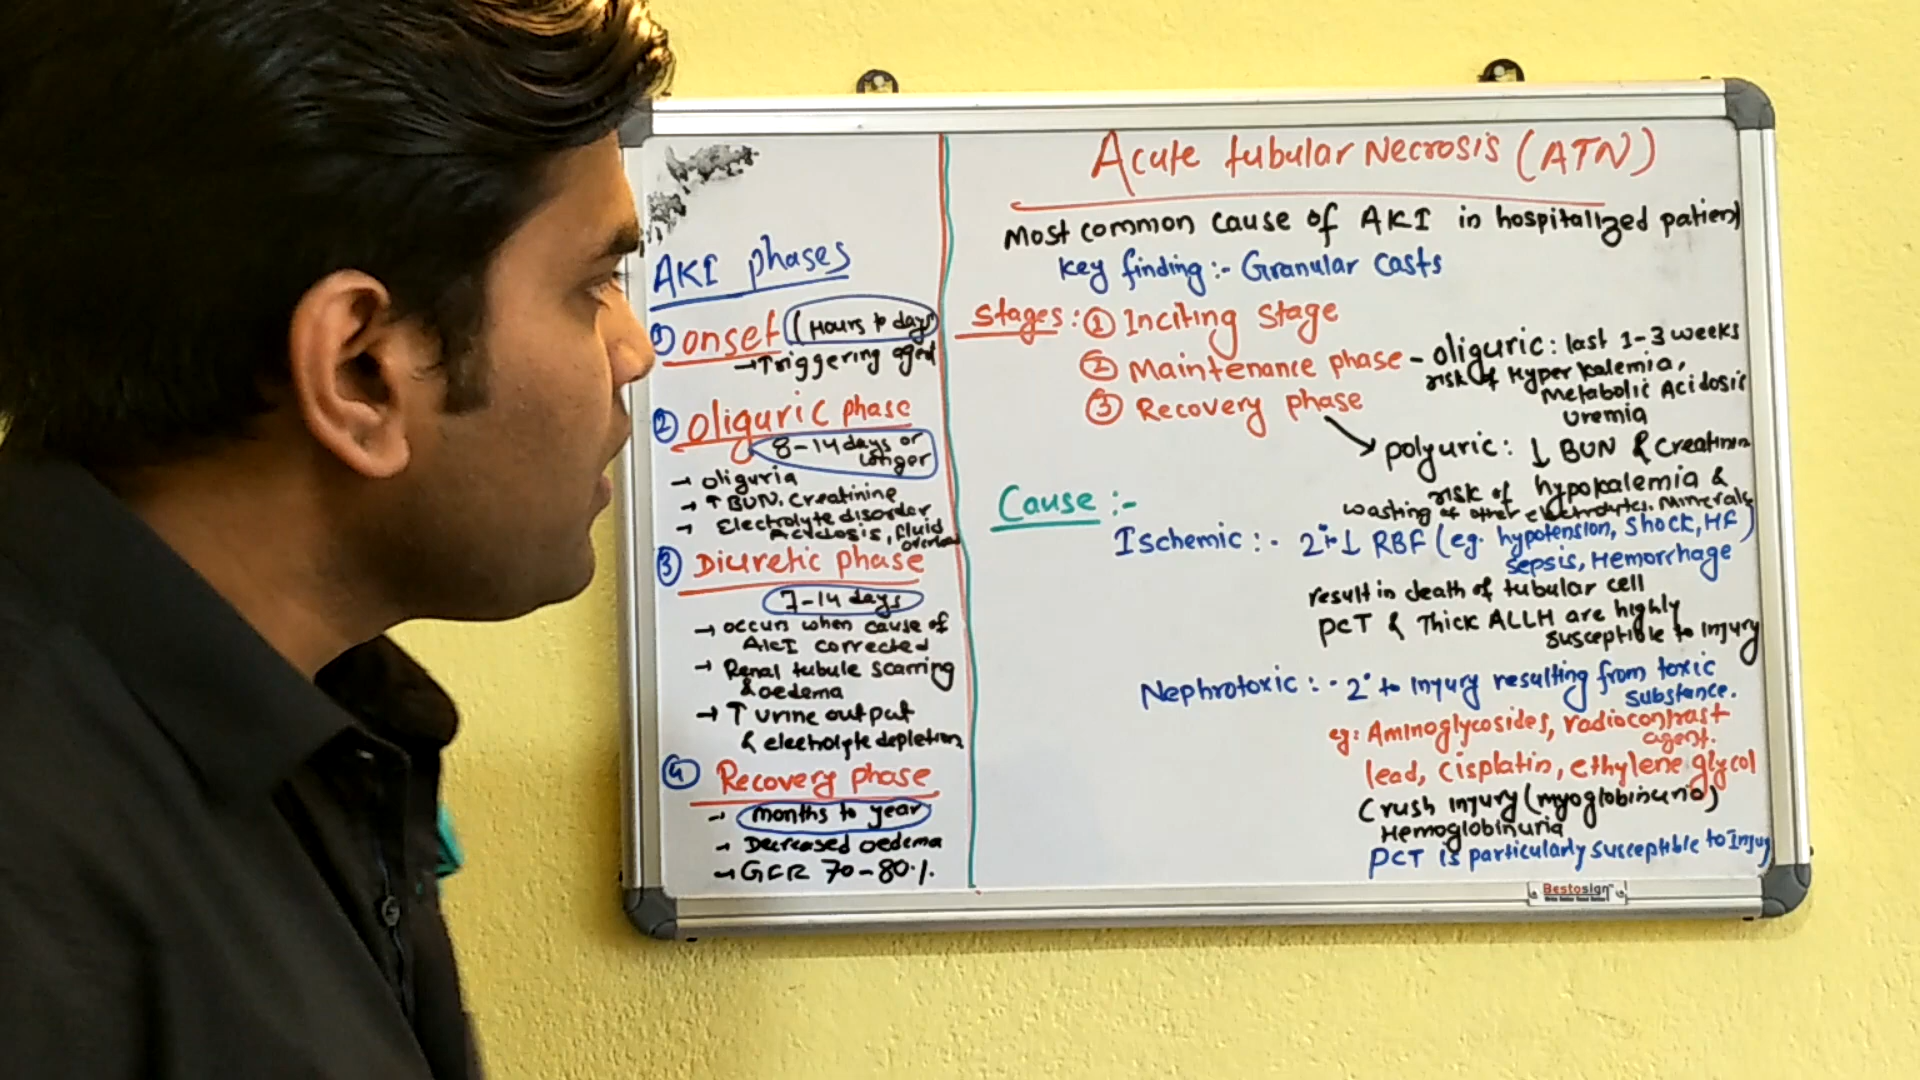 AKI phases
① onset (Hours to days)
→Triggering agent
② Oliguric phase
8-14 days or
longer
→ oliguria
→ ↑ BUN, Creatinine
→ Electrolyte disorder
Acidosis, fluid
overload
③ Diuretic phase
7-14 days
→ occurs when cause of
AKI corrected
→ Renal tubule scarring
& oedema
→ ↑ urine output
& electrolyte depletion
④ Recovery phase
→ months to year
→ Decreased oedema
→ GFR 70-80%
Acute tubular Necrosis (ATN)
Most common cause of AKI in hospitalized patient
Key finding:- Granular Casts
Stages: ① Inciting Stage
② Maintenance phase - oliguric: last 1-3 weeks
risk of Hyperkalemia,
Metabolic Acidosis
Uremia
③ Recovery phase
polyuric: ↓ BUN & Creatinin
risk of hypokalemia &
wasting of other electrolytes, Minerals
Cause :-
Ischemic :- 2° ↓ RBF (eg. hypotension, Shock, HF)
Sepsis, Hemorrhage
result in death of tubular cell
PCT & Thick ALLH are highly
susceptible to Injury
Nephrotoxic :- 2° to Injury resulting from toxic
Substance.
eg: Aminoglycosides, radiocontrast
agent.
lead, Cisplatin, ethylene glycol
Crush Injury (myoglobinuria)
Hemoglobinuria
PCT is particularly susceptible to Injuy
Bestosign